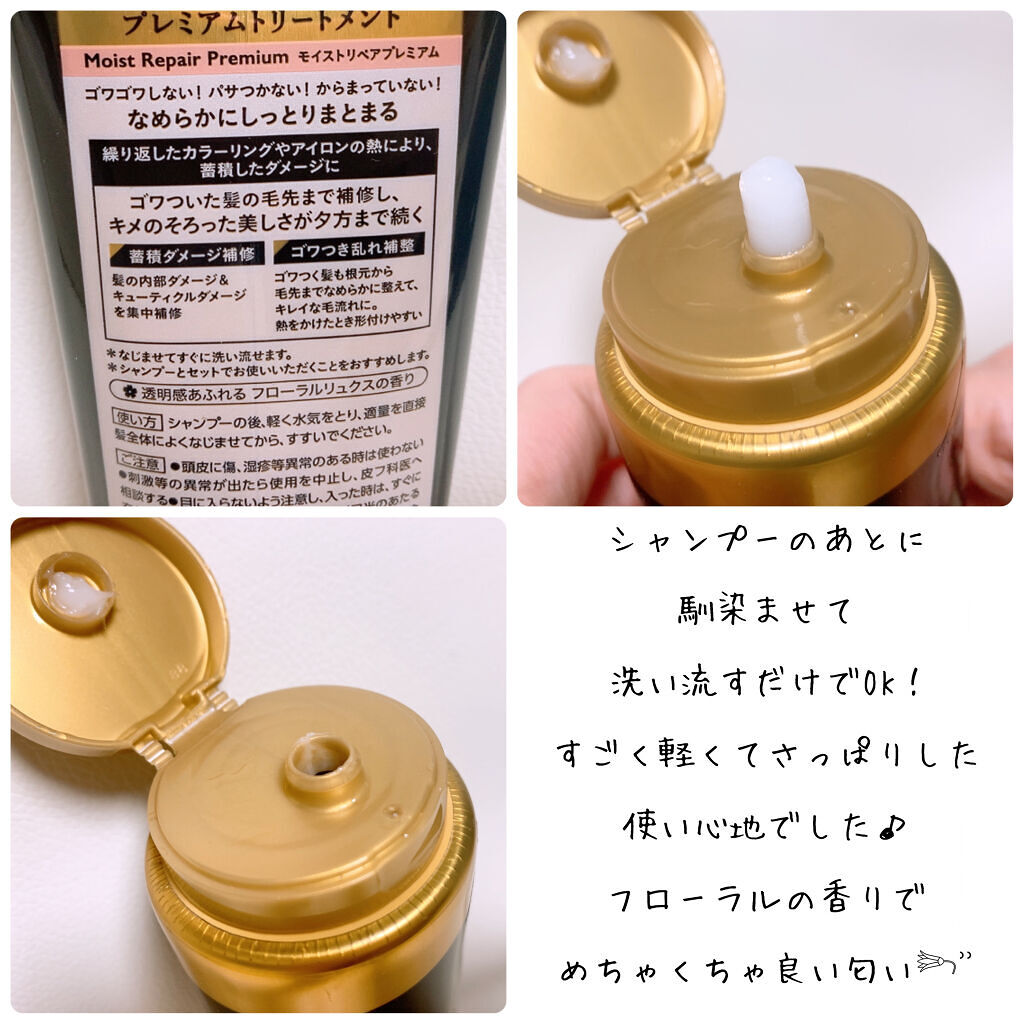 プレミアムトリートメント
Moist Repair Premium モイストリペアプレミアム
ゴワゴワしない！パサつかない！からまっていない！
なめらかにしっとりまとまる
繰り返したカラーリングやアイロンの熱により、
蓄積したダメージに
ゴワついた髪の毛先まで補修し、
キメのそろった美しさが夕方まで続く
蓄積ダメージ補修
髪の内部ダメージ＆
キューティクルダメージ
を集中補修
ゴワつき乱れ補整
ゴワつく髪も根元から
毛先までなめらかに整えて、
キレイな毛流れに。
熱をかけたとき形付けやすい
＊なじませてすぐに洗い流せます。
＊シャンプーとセットでお使いいただくことをおすすめします。
透明感あふれる フローラルリュクスの香り
使い方 シャンプーの後、軽く水気をとり、適量を直接
髪全体によくなじませてから、すすいでください。
ご注意 ●頭皮に傷、湿疹等異常のある時は使わない
●刺激等の異常が出たら使用を中止し、皮フ科医へ
相談する●目に入らないよう注意し、入った時は、すぐに
シャンプーのあとに
馴染ませて
洗い流すだけでOK！
すごく軽くてさっぱりした
使い心地でした♪
フローラルの香りで
めちゃくちゃ良い匂い